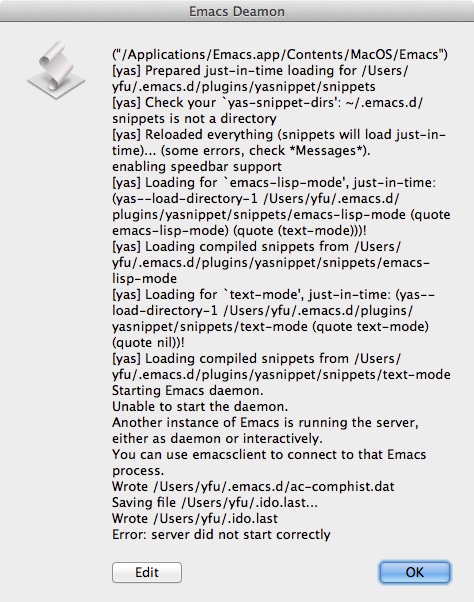 Emacs Deamon
("/Applications/Emacs.app/Contents/MacOS/Emacs")
[yas] Prepared just-in-time loading for /Users/
yfu/.emacs.d/plugins/yasnippet/snippets
[yas] Check your `yas-snippet-dirs': ~/.emacs.d/
snippets is not a directory
[yas] Reloaded everything (snippets will load just-in-
time)... (some errors, check *Messages*).
enabling speedbar support
[yas] Loading for `emacs-lisp-mode', just-in-time:
(yas--load-directory-1 /Users/yfu/.emacs.d/
plugins/yasnippet/snippets/emacs-lisp-mode (quote
emacs-lisp-mode) (quote (text-mode)))!
[yas] Loading compiled snippets from /Users/
yfu/.emacs.d/plugins/yasnippet/snippets/emacs-
lisp-mode
[yas] Loading for `text-mode', just-in-time: (yas--
load-directory-1 /Users/yfu/.emacs.d/plugins/
yasnippet/snippets/text-mode (quote text-mode)
(quote nil))!
[yas] Loading compiled snippets from /Users/
yfu/.emacs.d/plugins/yasnippet/snippets/text-mode
Starting Emacs daemon.
Unable to start the daemon.
Another instance of Emacs is running the server,
either as daemon or interactively.
You can use emacsclient to connect to that Emacs
process.
Wrote /Users/yfu/.emacs.d/ac-comphist.dat
Saving file /Users/yfu/.ido.last...
Wrote /Users/yfu/.ido.last
Error: server did not start correctly
Edit
OK